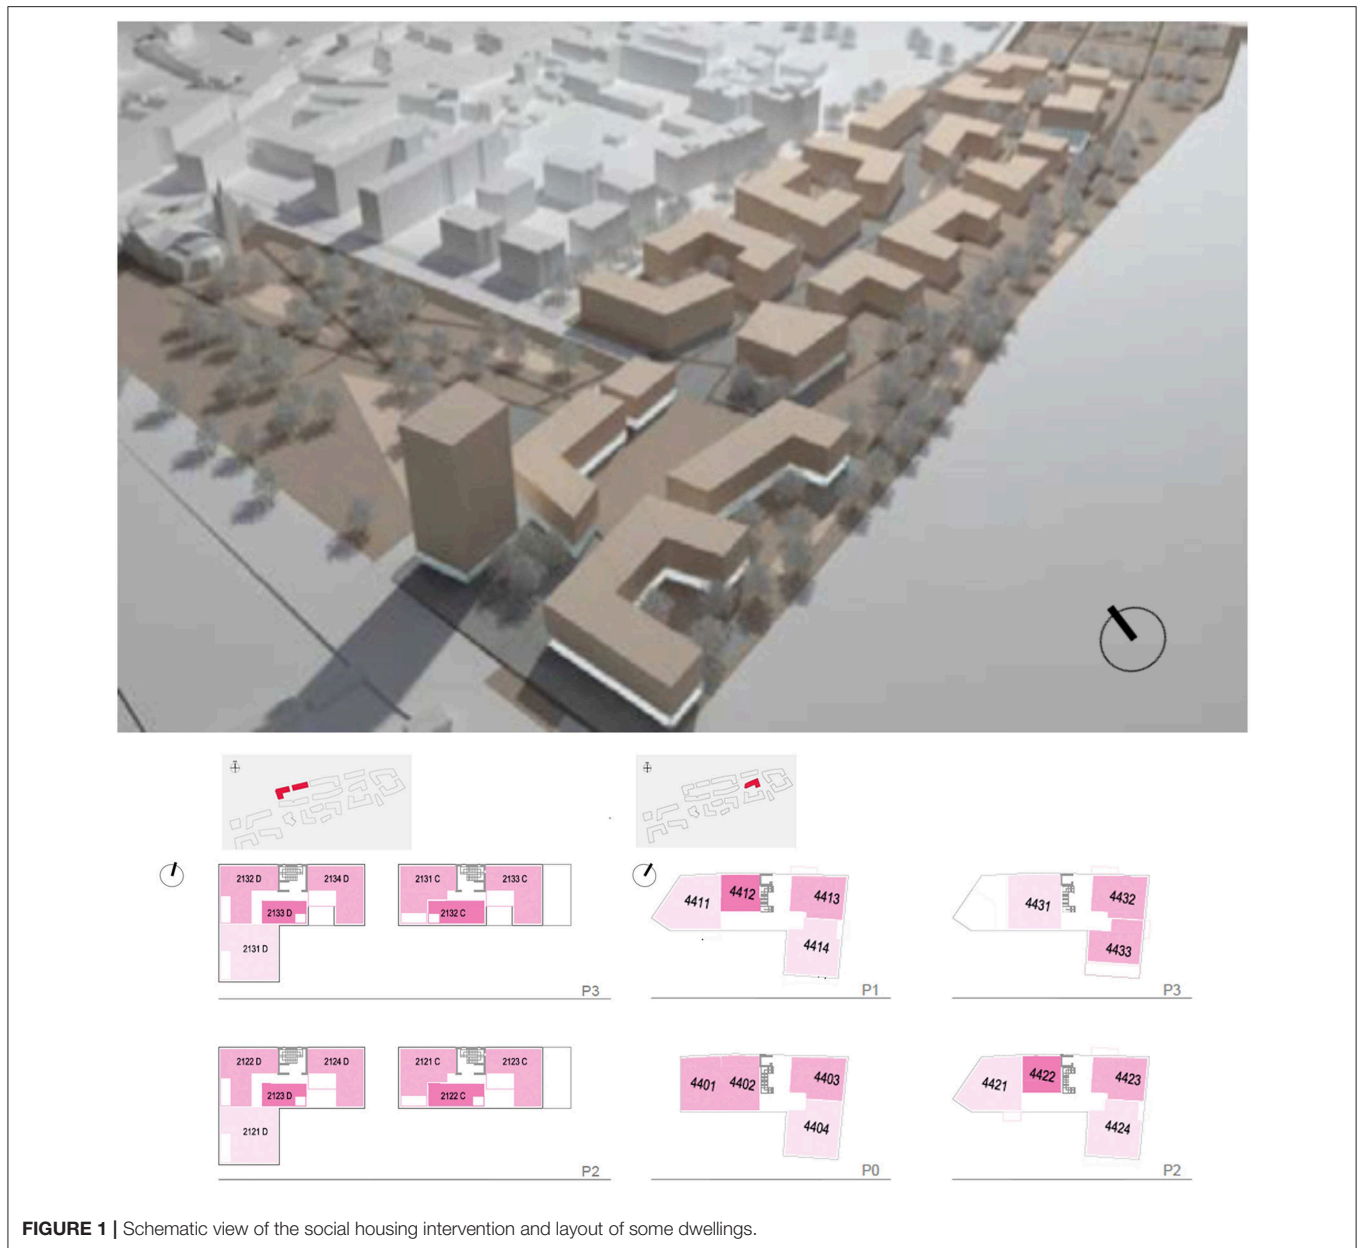 2132 D 2134 D 2131 C 2133 C
2133 D 2132 C
2131 D
P3
4411 4412 4413
4414
P1
4431 4432
4433
P3
2122 D 2124 D 2121 C 2123 C
2123 D 2122 C
2121 D
P2
4401 4402 4403
4404
P0
4421 4422 4423
4424
P2
FIGURE 1 | Schematic view of the social housing intervention and layout of some dwellings.